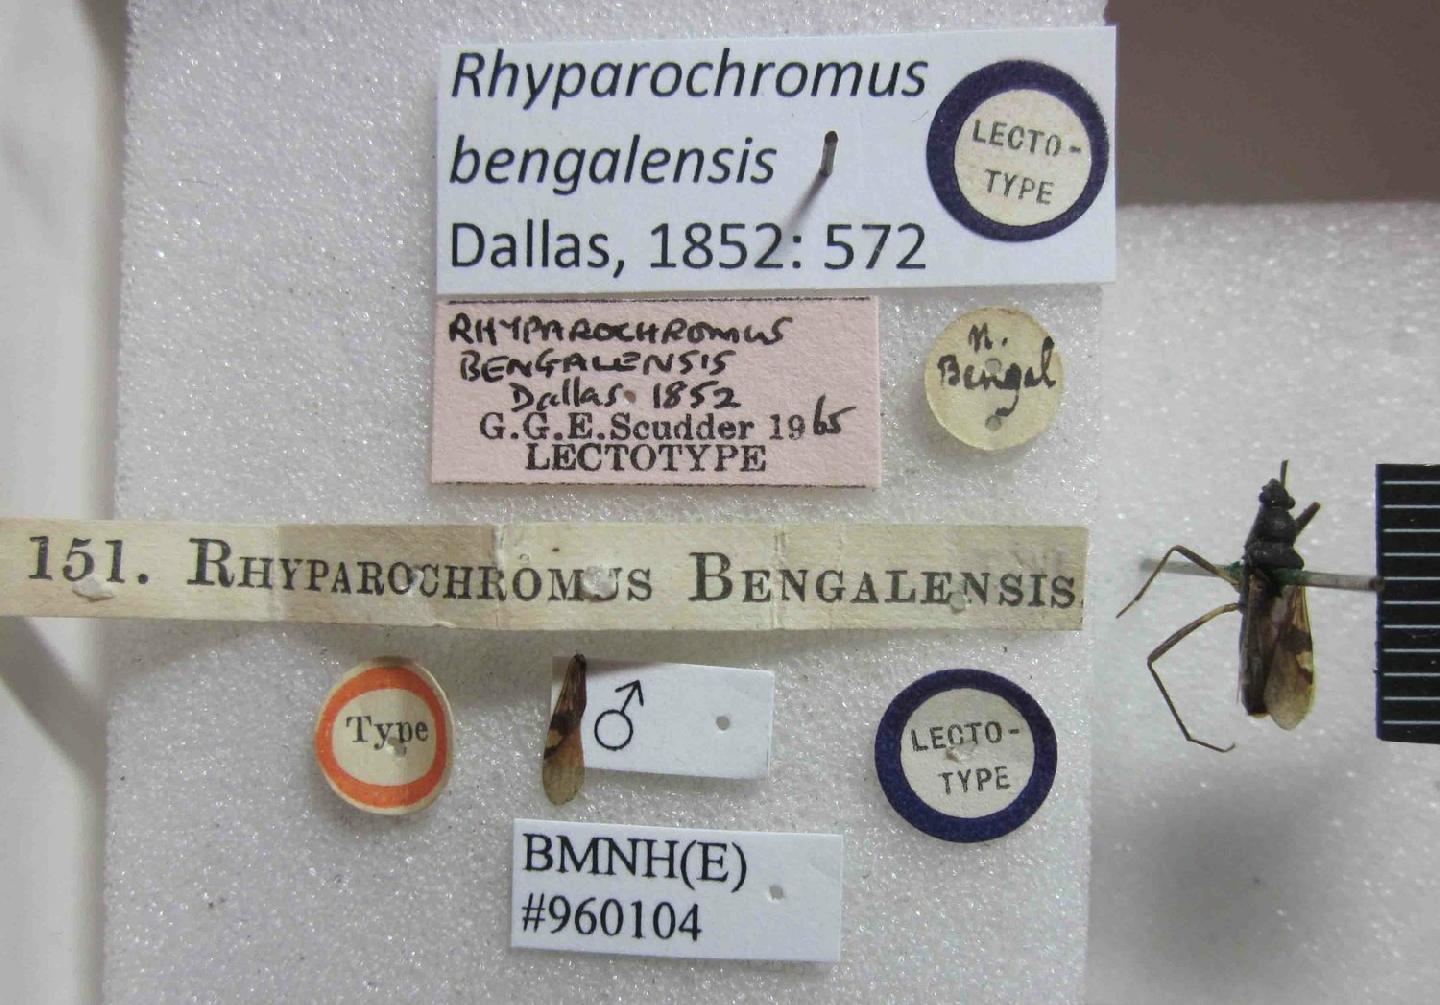 Rhyparochromus
bengalensis
Dallas, 1852: 572
LECTO-
TYPE
RHYPAROCHROMUS
BENGALENSIS
Dallas 1852
G.G.E.Scudder 1965
LECTOTYPE
N.
Bengal
151. RHYPAROCHROMUS BENGALENSIS.
Type
♂
LECTO-
TYPE
BMNH(E)
#960104